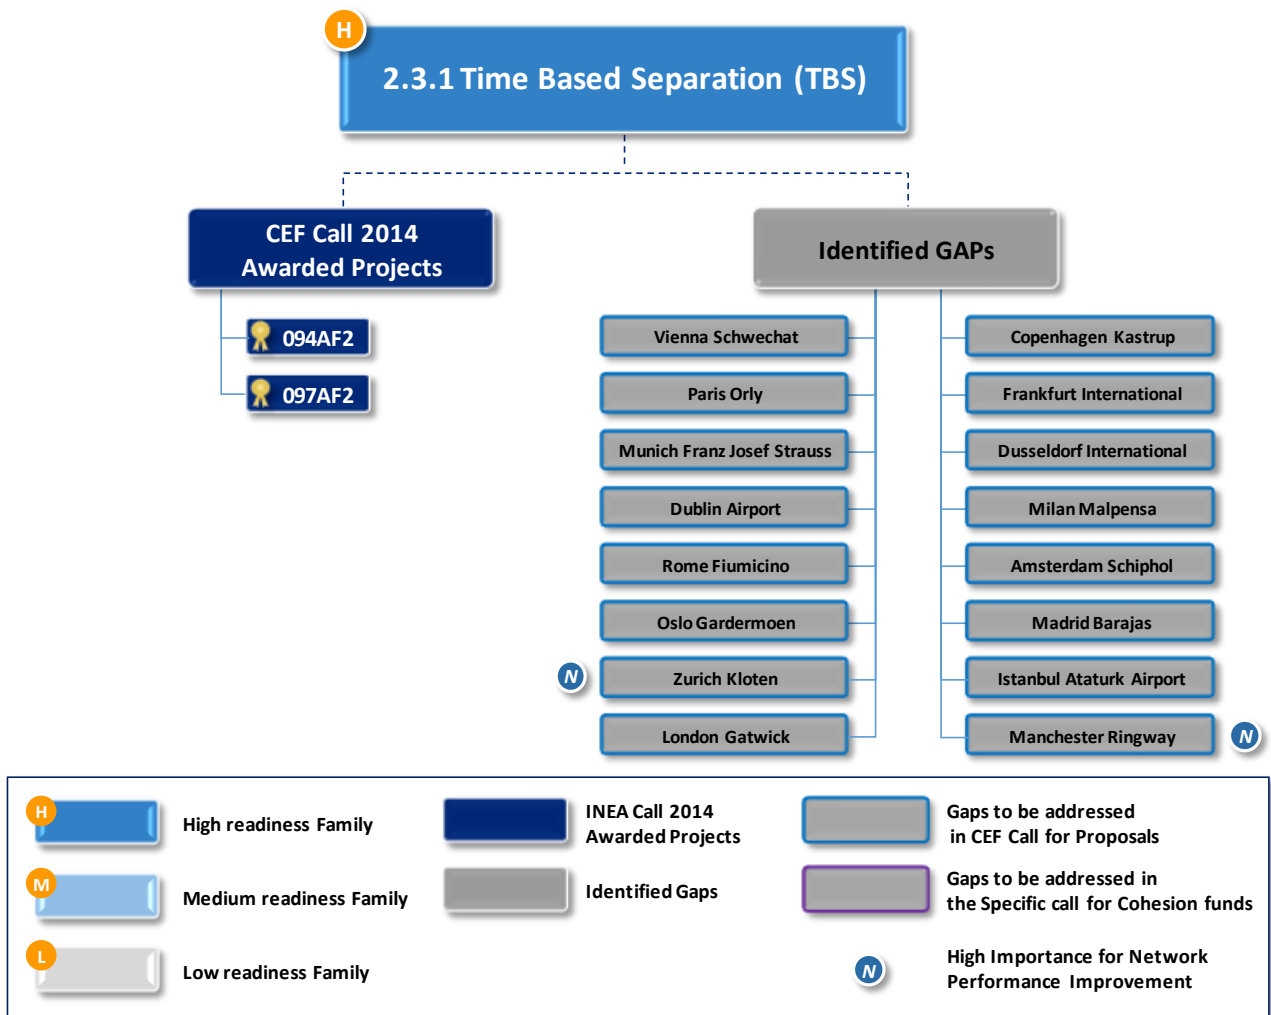 H
2.3.1 Time Based Separation (TBS)
CEF Call 2014
Awarded Projects
094AF2
097AF2
Identified GAPs
Vienna Schwechat
Paris Orly
Munich Franz Josef Strauss
Dublin Airport
Rome Fiumicino
Oslo Gardermoen
N
Zurich Kloten
London Gatwick
Copenhagen Kastrup
Frankfurt International
Dusseldorf International
Milan Malpensa
Amsterdam Schiphol
Madrid Barajas
Istanbul Ataturk Airport
Manchester Ringway
N
H
High readiness Family
M
Medium readiness Family
L
Low readiness Family
INEA Call 2014
Awarded Projects
Identified Gaps
Gaps to be addressed
in CEF Call for Proposals
Gaps to be addressed in
the Specific call for Cohesion funds
N
High Importance for Network
Performance Improvement